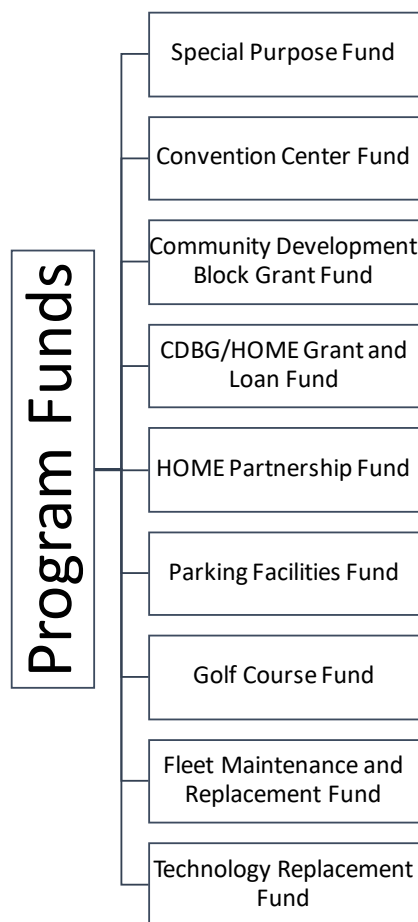 Program Funds
Special Purpose Fund
Convention Center Fund
Community Development
Block Grant Fund
CDBG/HOME Grant and
Loan Fund
HOME Partnership Fund
Parking Facilities Fund
Golf Course Fund
Fleet Maintenance and
Replacement Fund
Technology Replacement
Fund